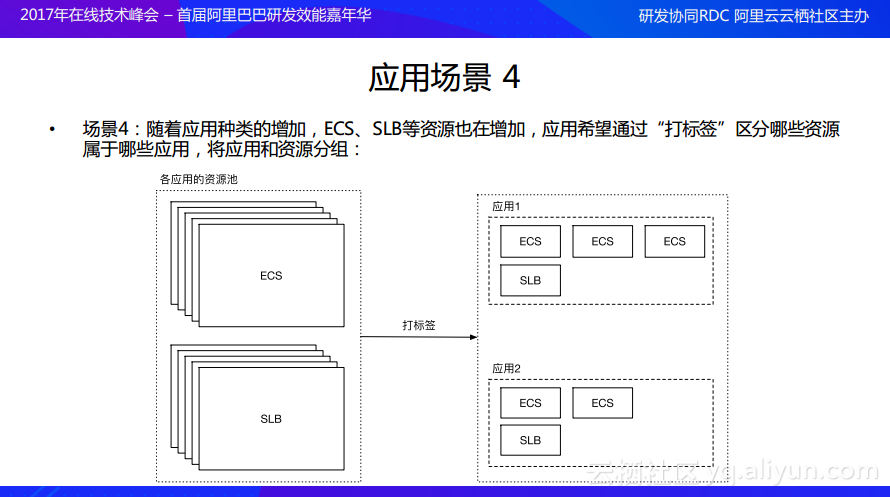 2017年在线技术峰会 – 首届阿里巴巴研发效能嘉年华
研发协同RDC 阿里云云栖社区主办
应用场景 4
• 场景4：随着应用种类的增加，ECS、SLB等资源也在增加，应用希望通过“打标签”区分哪些资源
属于哪些应用，将应用和资源分组：
各应用的资源池
ECS
SLB
打标签
应用1
ECS ECS ECS
SLB
应用2
ECS ECS
SLB
云栖社区 yq.aliyun.com